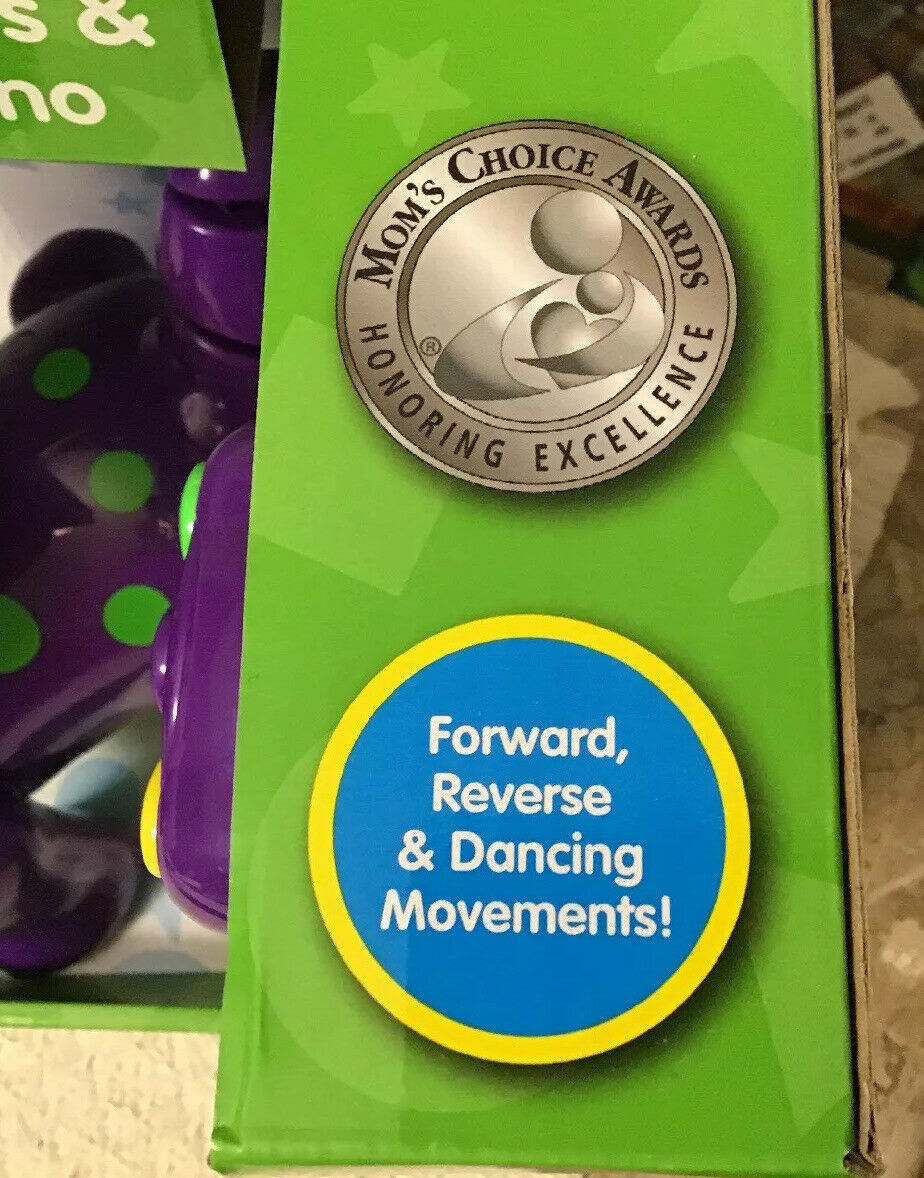 s &
no
MOM'S CHOICE AWARDS
HONORING EXCELLENCE
®
Forward,
Reverse
& Dancing
Movements!